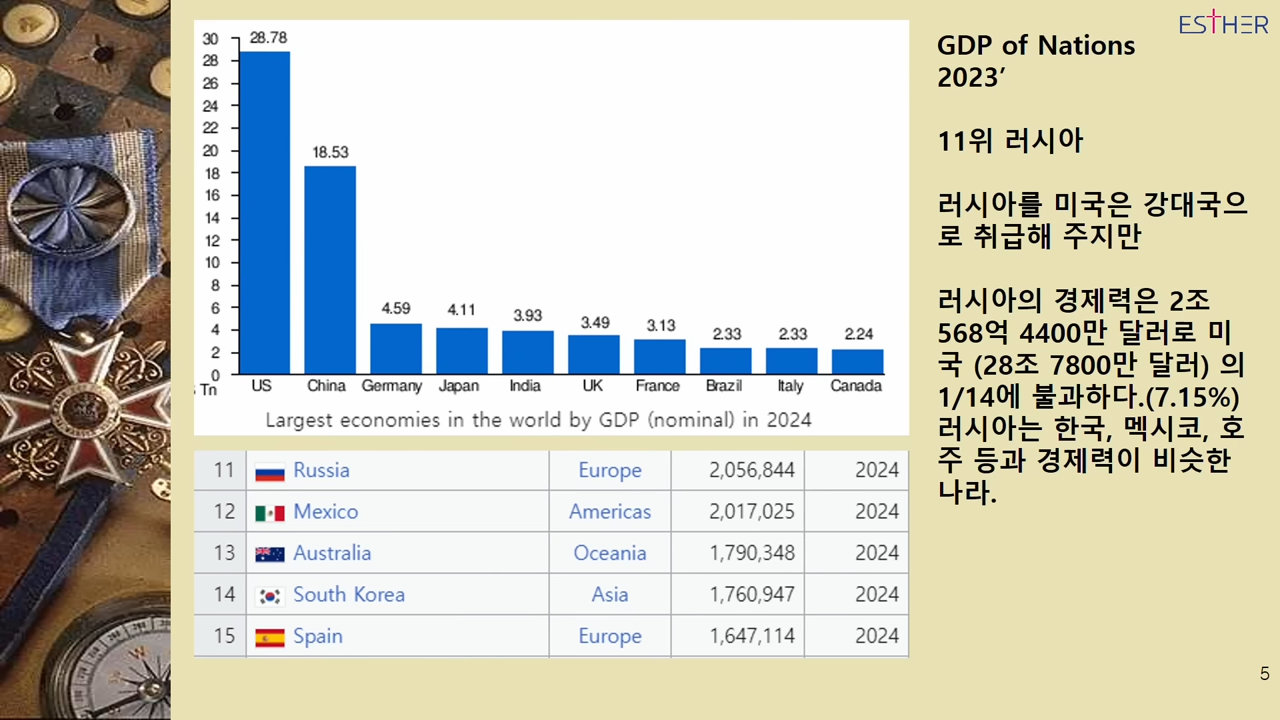 ESTHER
GDP of Nations
2023′
11위 러시아
러시아를 미국은 강대국으
로 취급해 주지만
러시아의 경제력은 2조
568억 4400만 달러로 미
국 (28조 7800만 달러) 의
1/14에 불과하다.(7.15%)
러시아는 한국, 멕시코, 호
주 등과 경제력이 비슷한
나라.
30
28
26
24
22
20
18
16
14
12
10
8
6
4
2
0
Tn
28.78
18.53
4.59
4.11
3.93
3.49
3.13
2.33
2.33
2.24
US China Germany Japan India UK France Brazil Italy Canada
Largest economies in the world by GDP (nominal) in 2024
11 Russia Europe 2,056,844 2024
12 Mexico Americas 2,017,025 2024
13 Australia Oceania 1,790,348 2024
14 South Korea Asia 1,760,947 2024
15 Spain Europe 1,647,114 2024
5